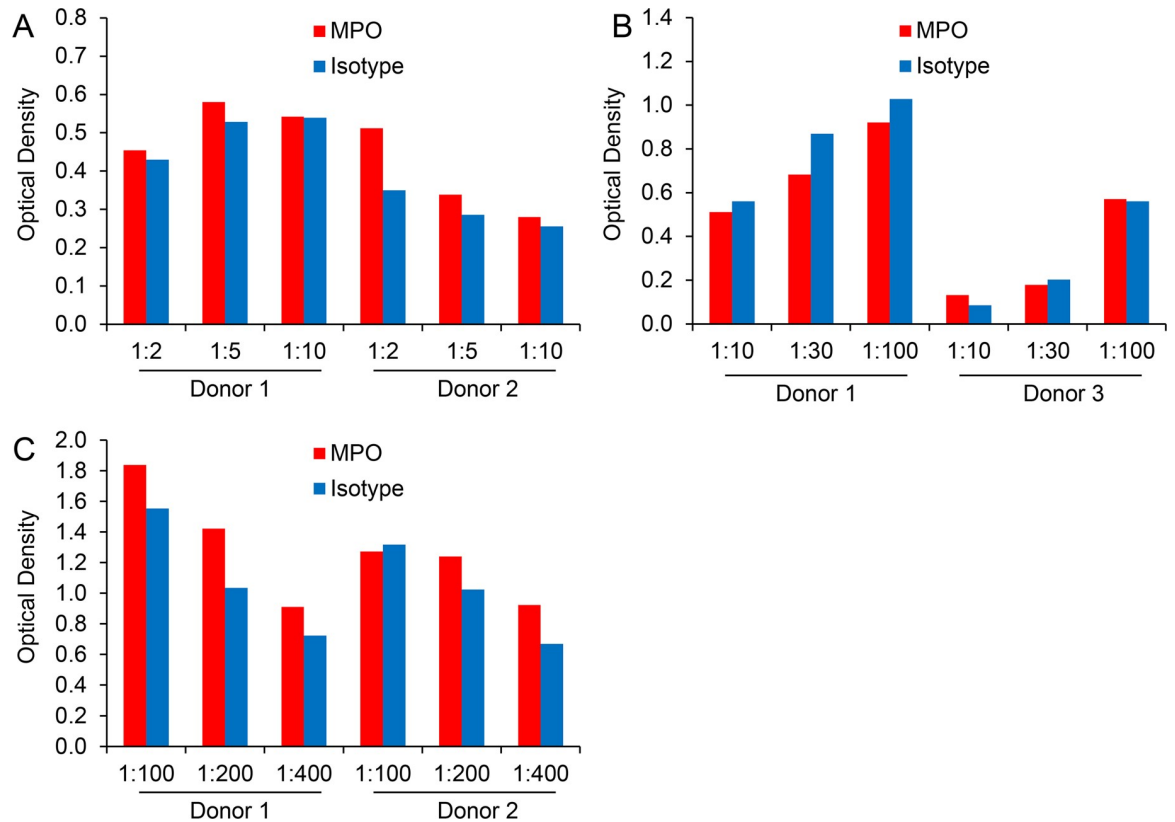 A
MPO
Isotype
Optical Density
0.8
0.7
0.6
0.5
0.4
0.3
0.2
0.1
0.0
1:2 1:5 1:10 1:2 1:5 1:10
Donor 1 Donor 2
B
MPO
Isotype
Optical Density
1.4
1.2
1.0
0.8
0.6
0.4
0.2
0.0
1:10 1:30 1:100 1:10 1:30 1:100
Donor 1 Donor 3
C
MPO
Isotype
Optical Density
2.0
1.8
1.6
1.4
1.2
1.0
0.8
0.6
0.4
0.2
0.0
1:100 1:200 1:400 1:100 1:200 1:400
Donor 1 Donor 2